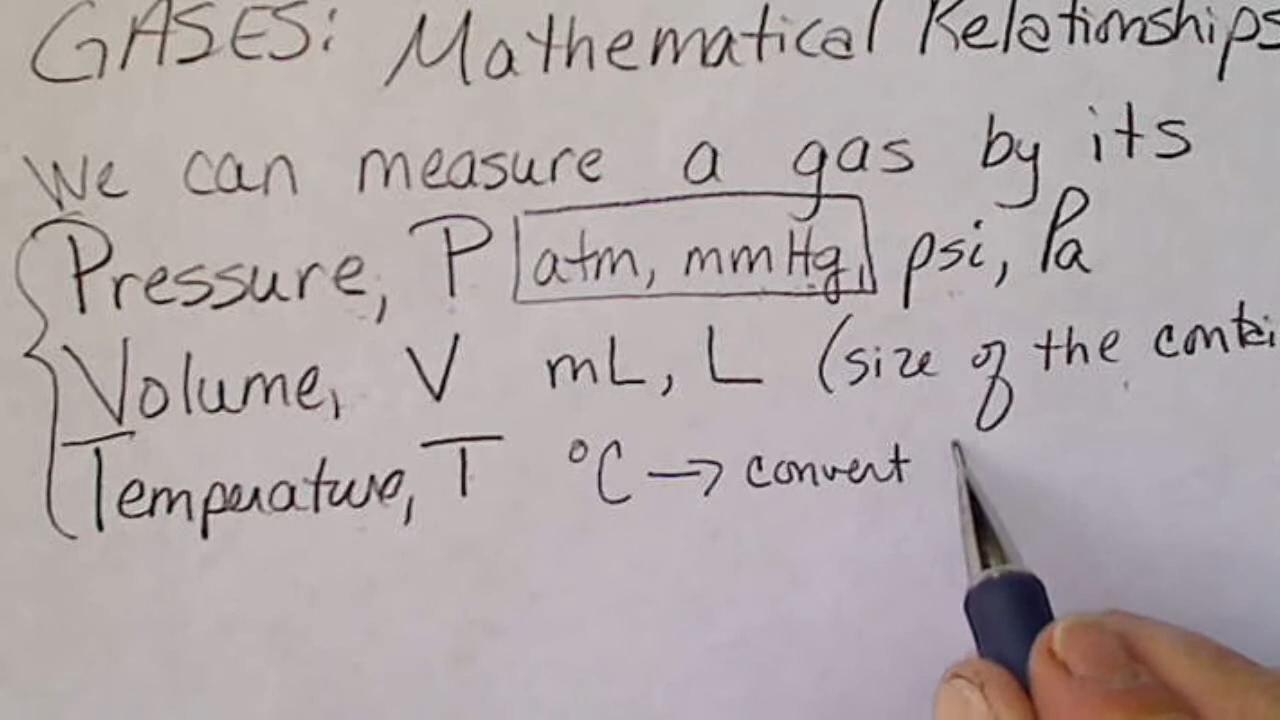 GASES: Mathematical Relationships
We can measure a gas by its
Pressure, P atm, mmHg, psi, Pa
Volume, V mL, L (size of the contai
Temperature, T °C → convert